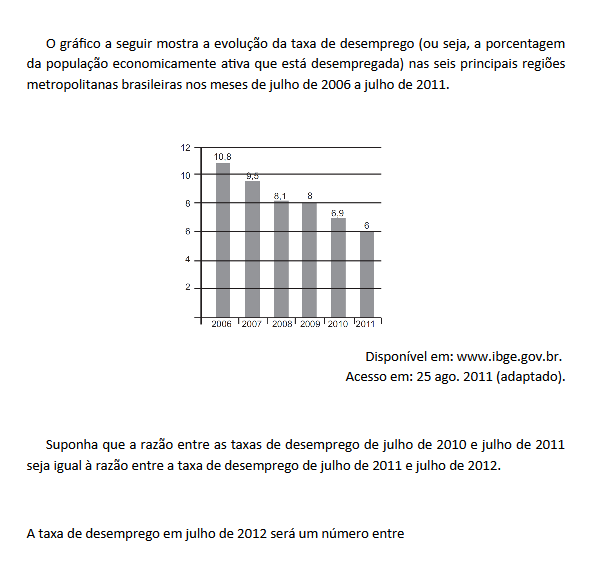 O gráfico a seguir mostra a evolução da taxa de desemprego (ou seja, a porcentagem
da população economicamente ativa que está desempregada) nas seis principais regiões
metropolitanas brasileiras nos meses de julho de 2006 a julho de 2011.
12
10
8
6
4
2
10.8
9,5
8,1
8
6.9
6
2006 2007 2008 2009 2010 2011
Disponível em: www.ibge.gov.br.
Acesso em: 25 ago. 2011 (adaptado).
Suponha que a razão entre as taxas de desemprego de julho de 2010 e julho de 2011
seja igual à razão entre a taxa de desemprego de julho de 2011 e julho de 2012.
A taxa de desemprego em julho de 2012 será um número entre